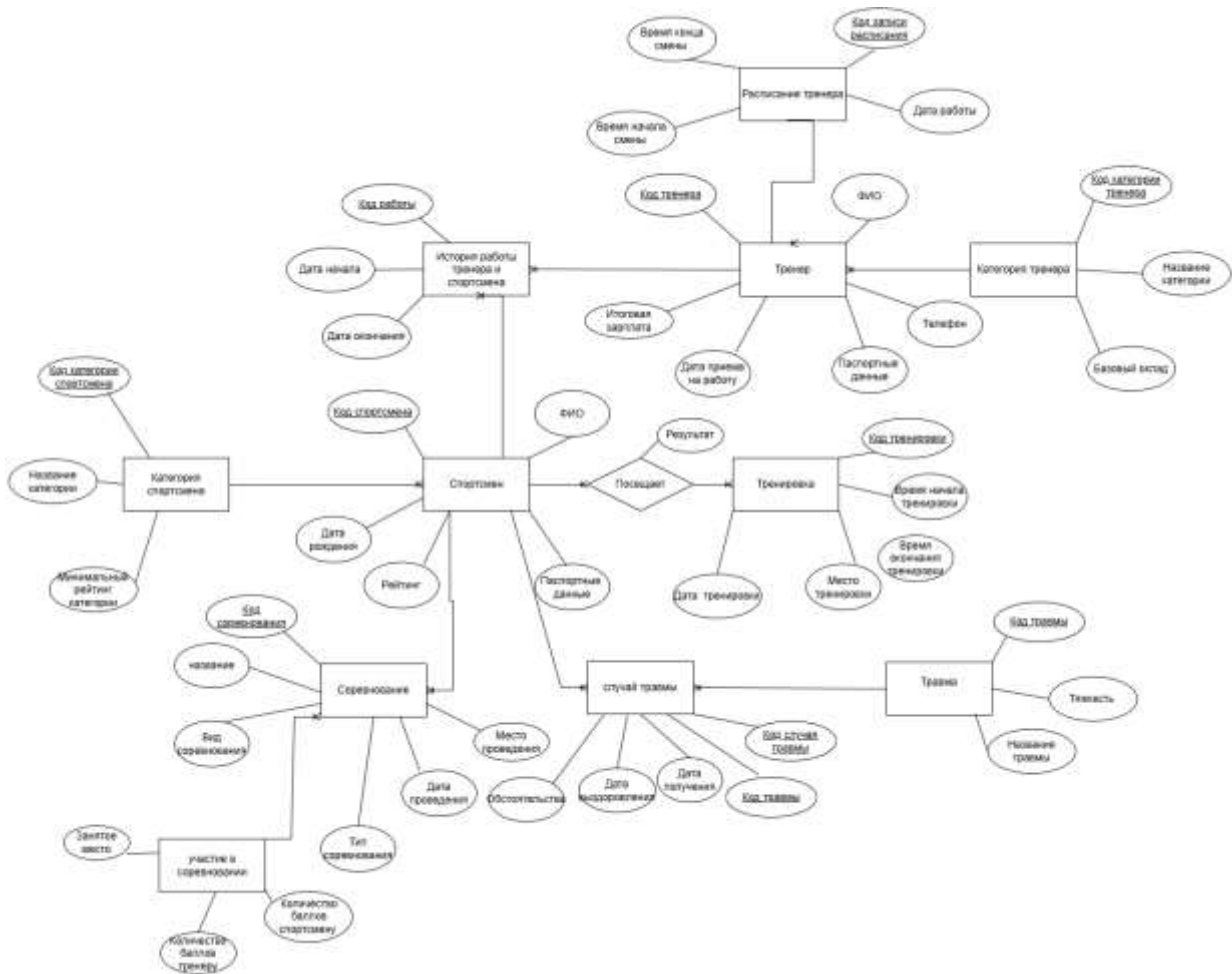 Время конца
смены
Код записи
расписания
Расписание тренера
Время начала
смены
Дата работы
Код работы
Код тренера
ФИО
Код категории
тренера
Дата начала
История работы
тренера и
спортсмена
Тренер
Категория тренера
Название
категории
Дата окончания
Итоговая
зарплата
Телефон
Дата приема
на работу
Паспортные
данные
Базовый оклад
Код категории
спортсмена
Код спортсмена
ФИО
Результат
Код тренировки
Название
категории
Категория
спортсмена
Спортсмен
Посещает
Тренировка
Время начала
тренировки
Минимальный
рейтинг
категории
Дата
рождения
Рейтинг
Паспортные
данные
Дата тренировки
Место
тренировки
Время
окончания
тренировки
Код
соревнования
название
Соревнование
Вид
соревнования
Место
проведения
Дата
проведения
Тип
соревнования
случай травмы
Код случая
травмы
Обстоятельства
Дата
выздоровления
Дата
получения
Код травмы
Травма
Код травмы
Тяжесть
Название
травмы
Занятое
место
участие в
соревновании
Количество
баллов
спортсмену
Количество
баллов
тренеру